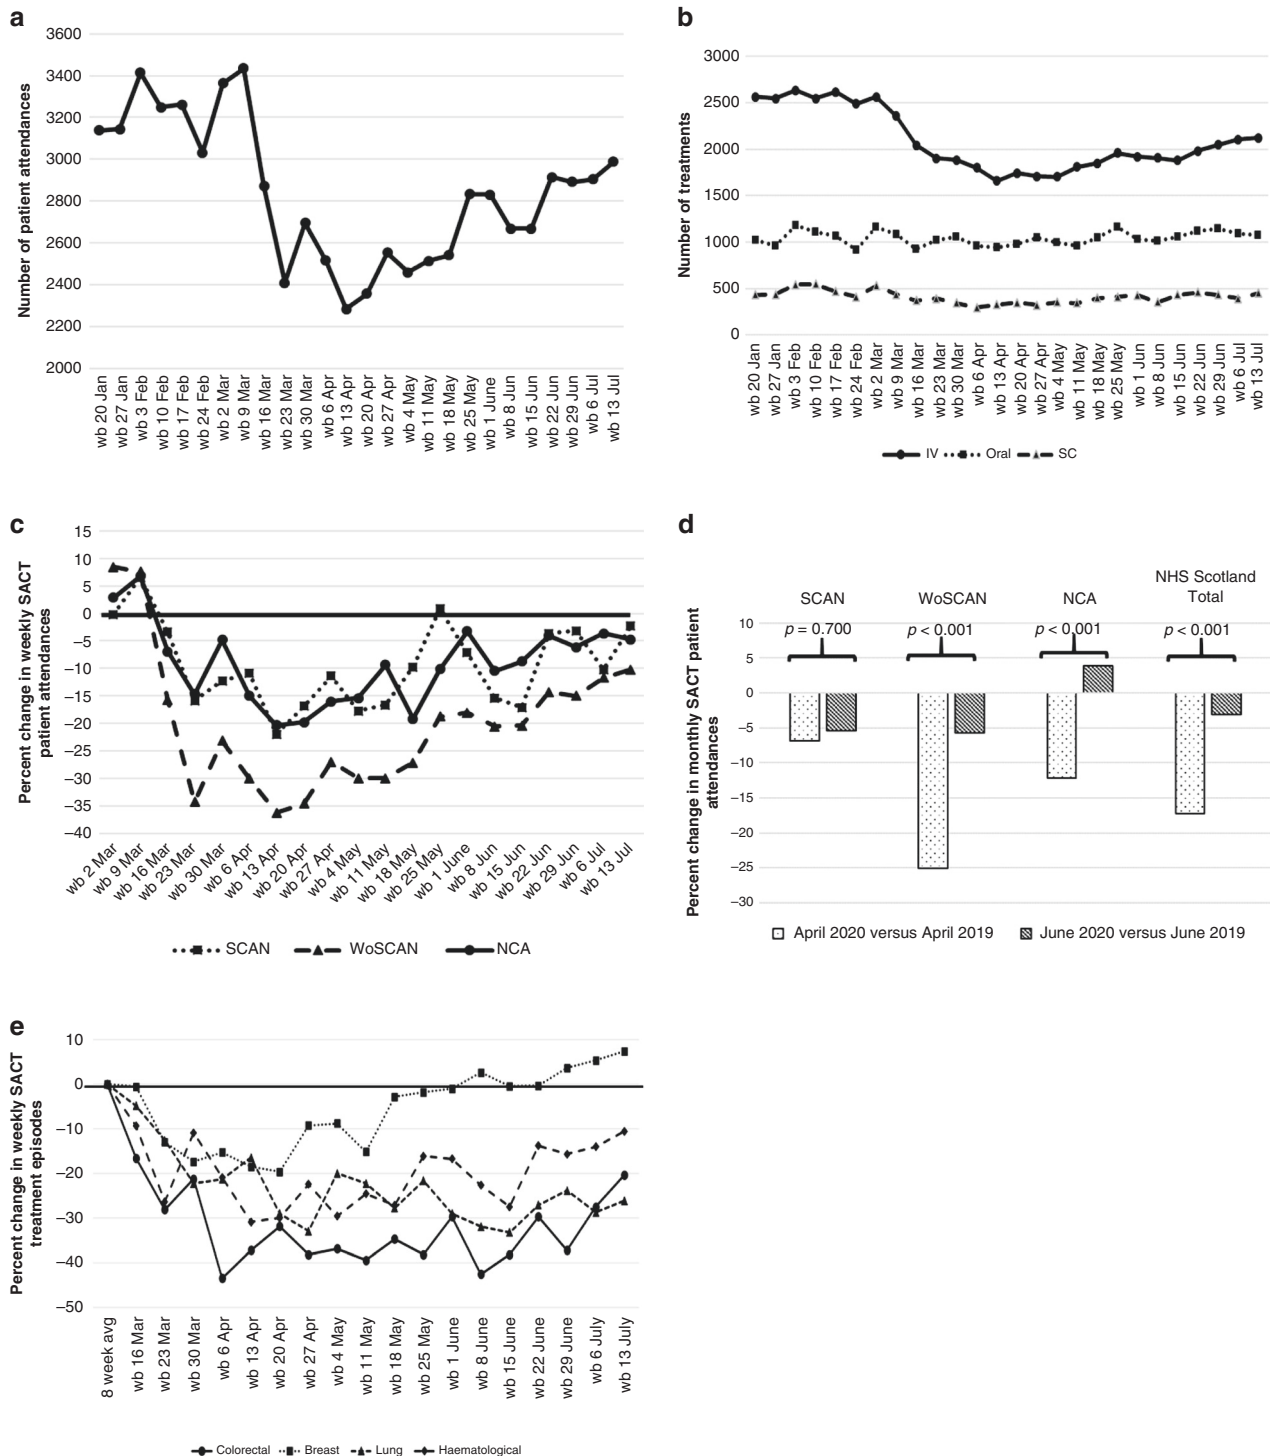 a
3600
3400
3200
3000
2800
2600
2400
2200
2000
Number of patient attendances
wb 20 Jan
wb 27 Jan
wb 3 Feb
wb 10 Feb
wb 17 Feb
wb 24 Feb
wb 2 Mar
wb 9 Mar
wb 16 Mar
wb 23 Mar
wb 30 Mar
wb 6 Apr
wb 13 Apr
wb 20 Apr
wb 27 Apr
wb 4 May
wb 11 May
wb 18 May
wb 25 May
wb 1 June
wb 8 Jun
wb 15 Jun
wb 22 Jun
wb 29 Jun
wb 6 Jul
wb 13 Jul
b
3000
2500
2000
1500
1000
500
0
Number of treatments
wb 20 Jan
wb 27 Jan
wb 3 Feb
wb 10 Feb
wb 17 Feb
wb 24 Feb
wb 2 Mar
wb 9 Mar
wb 16 Mar
wb 23 Mar
wb 30 Mar
wb 6 Apr
wb 13 Apr
wb 20 Apr
wb 27 Apr
wb 4 May
wb 11 May
wb 18 May
wb 25 May
wb 1 Jun
wb 8 Jun
wb 15 Jun
wb 22 Jun
wb 29 Jun
wb 6 Jul
wb 13 Jul
IV Oral SC
c
15
10
5
0
−5
−10
−15
−20
−25
−30
−35
−40
Percent change in weekly SACT
patient attendances
wb 2 Mar
wb 9 Mar
wb 16 Mar
wb 23 Mar
wb 30 Mar
wb 6 Apr
wb 13 Apr
wb 20 Apr
wb 27 Apr
wb 4 May
wb 11 May
wb 18 May
wb 25 May
wb 1 June
wb 8 Jun
wb 15 Jun
wb 22 Jun
wb 29 Jun
wb 6 Jul
wb 13 Jul
SCAN WoSCAN NCA
d
SCAN WoSCAN NCA NHS Scotland
Total
p = 0.700 p < 0.001 p < 0.001 p < 0.001
10
5
0
−5
−10
−15
−20
−25
−30
Percent change in monthly SACT patient
attendances
April 2020 versus April 2019 June 2020 versus June 2019
e
10
0
−10
−20
−30
−40
−50
Percent change in weekly SACT
treatment episodes
8 week avg
wb 16 Mar
wb 23 Mar
wb 30 Mar
wb 6 Apr
wb 13 Apr
wb 20 Apr
wb 27 Apr
wb 4 May
wb 11 May
wb 18 May
wb 25 May
wb 1 June
wb 8 June
wb 15 June
wb 22 June
wb 29 June
wb 6 July
wb 13 July
Colorectal Breast Lung Haematological